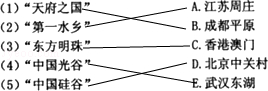 (1)“天府之国”
A.江苏周庄
(2)“第一水乡”
B.成都平原
(3)“东方明珠”
C.香港澳门
(4)“中国光谷”
D.北京中关村
(5)“中国硅谷”
E.武汉东湖